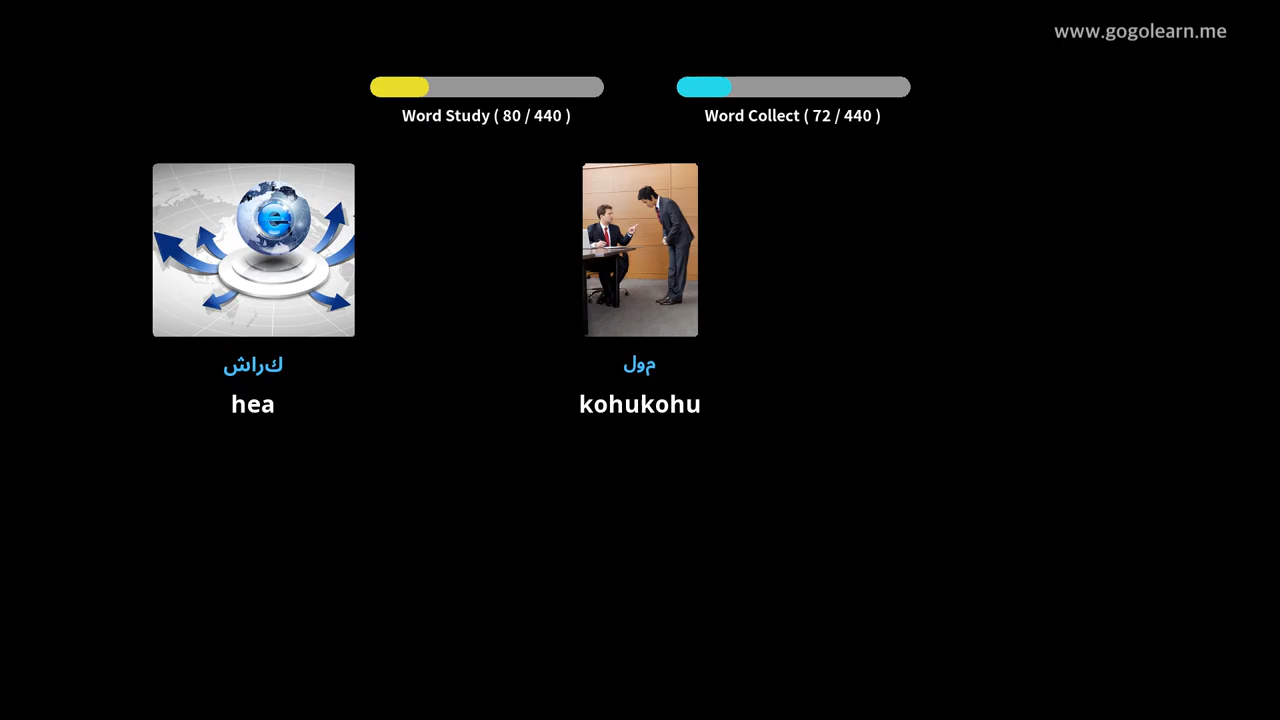 www.gogolearn.me
Word Study ( 80 / 440 )
Word Collect ( 72 / 440 )
e
كراش
hea
مول
kohukohu